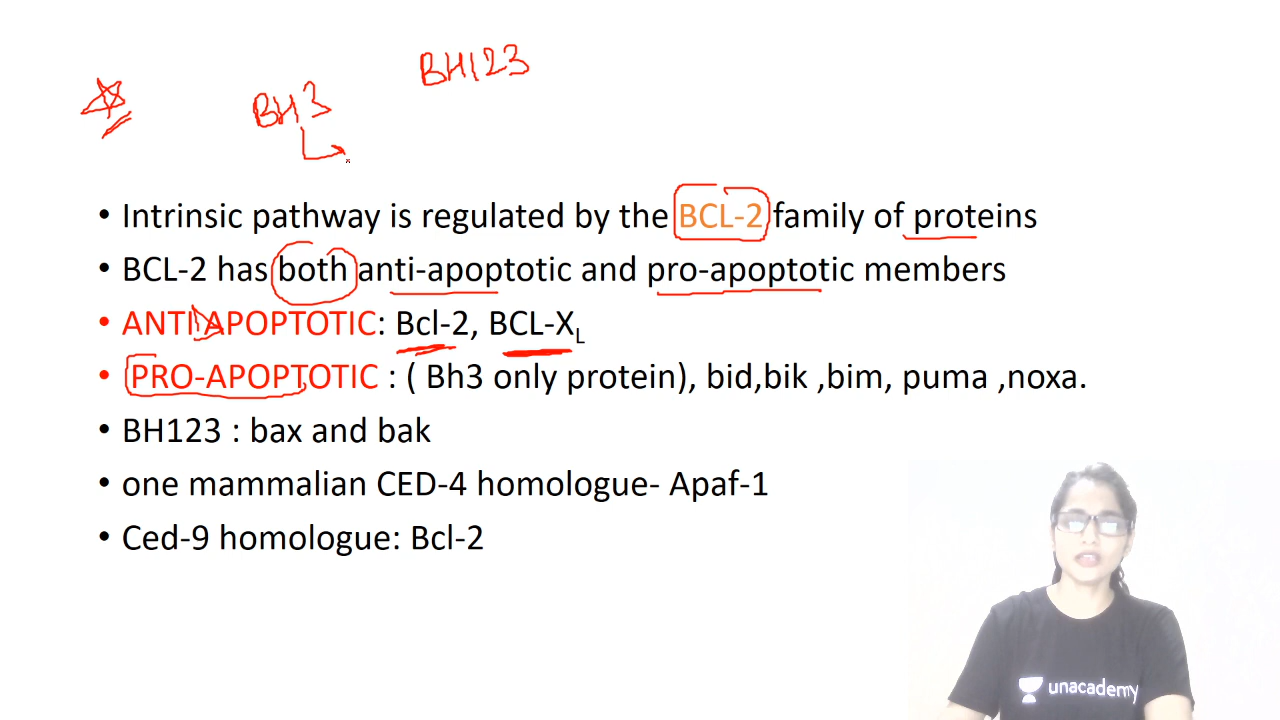 BH123
BH3
• Intrinsic pathway is regulated by the BCL-2 family of proteins
• BCL-2 has both anti-apoptotic and pro-apoptotic members
• ANTI-APOPTOTIC: Bcl-2, BCL-XL
• PRO-APOPTOTIC : ( Bh3 only protein), bid,bik ,bim, puma ,noxa.
• BH123 : bax and bak
• one mammalian CED-4 homologue- Apaf-1
• Ced-9 homologue: Bcl-2
unacademy